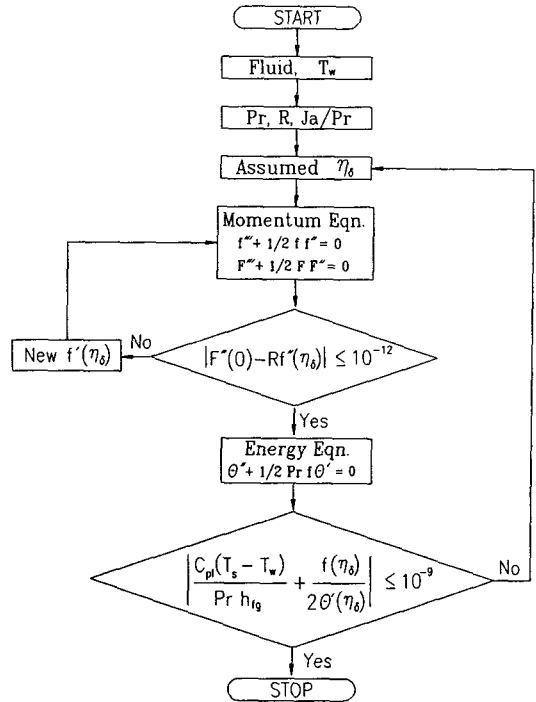 START
Fluid, T_w
Pr, R, Ja/Pr
Assumed η_δ
Momentum Eqn.
f‴ + 1/2 f f″ = 0
F‴ + 1/2 F F″ = 0
New f′(η_δ)
No
|F″(0)−Rf″(η_δ)| ≤ 10^−12
Yes
Energy Eqn.
θ″ + 1/2 Pr f θ′ = 0
|C_pl(T_s − T_w)/(Pr h_fg) + f(η_δ)/(2θ′(η_δ))| ≤ 10^−9
No
Yes
STOP